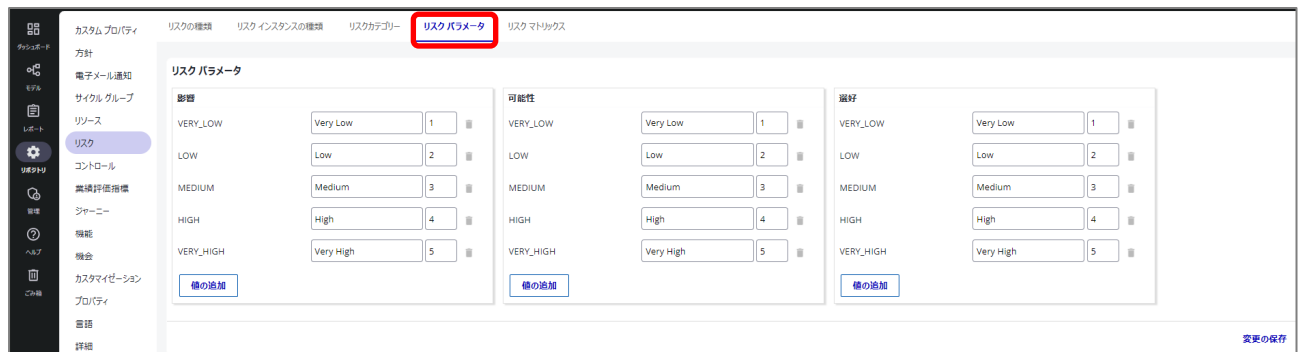 ダッシュボード
モデル
レポート
リポジトリ
管理
ヘルプ
ごみ箱
カスタム プロパティ
方針
電子メール通知
サイクル グループ
リソース
リスク
コントロール
業績評価指標
ジャーニー
機能
機会
カスタマイゼーション
プロパティ
言語
詳細
リスクの種類 リスク インスタンスの種類 リスクカテゴリー リスク パラメータ リスク マトリックス
リスク パラメータ
影響
VERY_LOW Very Low 1
LOW Low 2
MEDIUM Medium 3
HIGH High 4
VERY_HIGH Very High 5
値の追加
可能性
VERY_LOW Very Low 1
LOW Low 2
MEDIUM Medium 3
HIGH High 4
VERY_HIGH Very High 5
値の追加
選好
VERY_LOW Very Low 1
LOW Low 2
MEDIUM Medium 3
HIGH High 4
VERY_HIGH Very High 5
値の追加
変更の保存